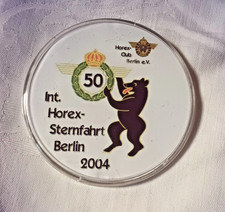 Horex-
Club
Berlin e.V.
50
Int.
Horex-
Sternfahrt
Berlin
2004